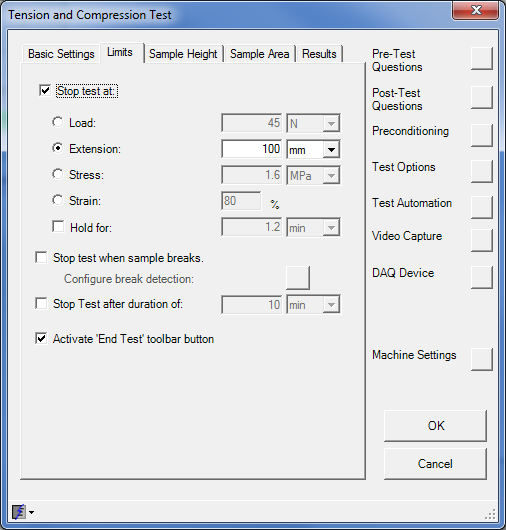 Tension and Compression Test
Basic Settings Limits Sample Height Sample Area Results
Stop test at:
Load: 45 N
Extension: 100 mm
Stress: 1.6 MPa
Strain: 80 %
Hold for: 1.2 min
Stop test when sample breaks.
Configure break detection:
Stop Test after duration of: 10 min
Activate 'End Test' toolbar button
Pre-Test
Questions
Post-Test
Questions
Preconditioning
Test Options
Test Automation
Video Capture
DAQ Device
Machine Settings
OK
Cancel